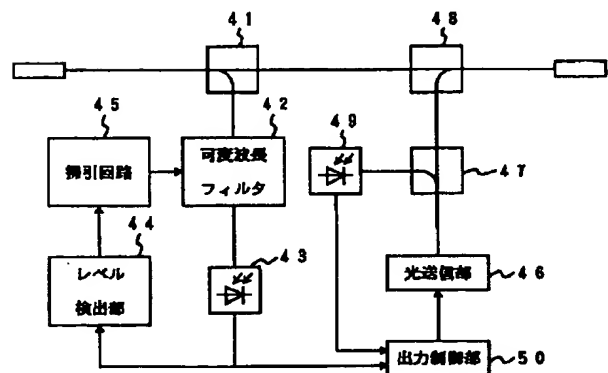 ４１
４８
４５
４２
４９
掃引回路
可変波長
フィルタ
４７
４４
４３
レベル
検出部
光送信部
４６
出力制御部
５０